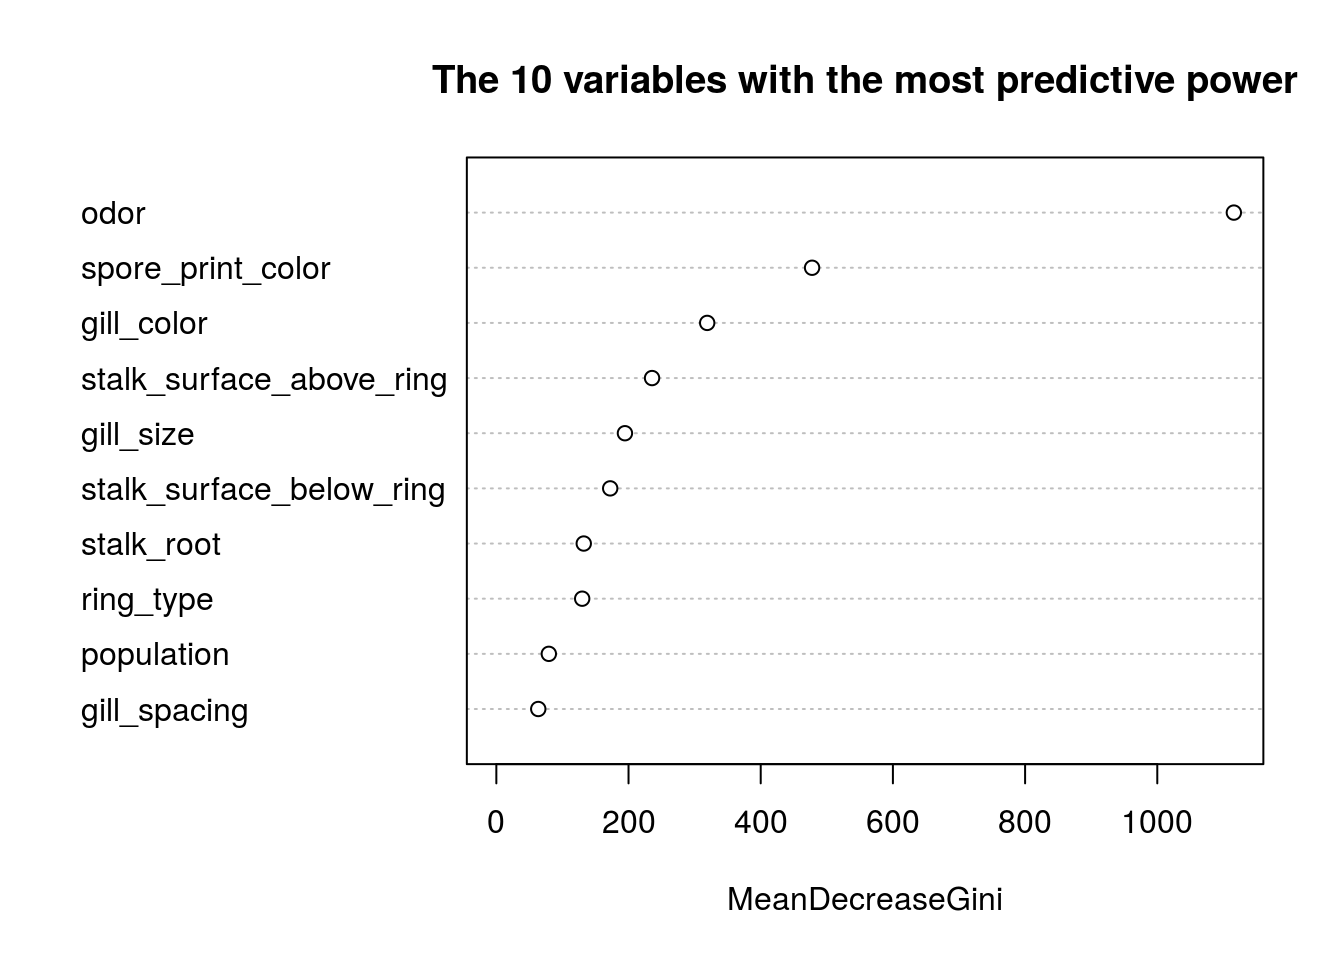 The 10 variables with the most predictive power
odor
spore_print_color
gill_color
stalk_surface_above_ring
gill_size
stalk_surface_below_ring
stalk_root
ring_type
population
gill_spacing
0 200 400 600 800 1000
MeanDecreaseGini